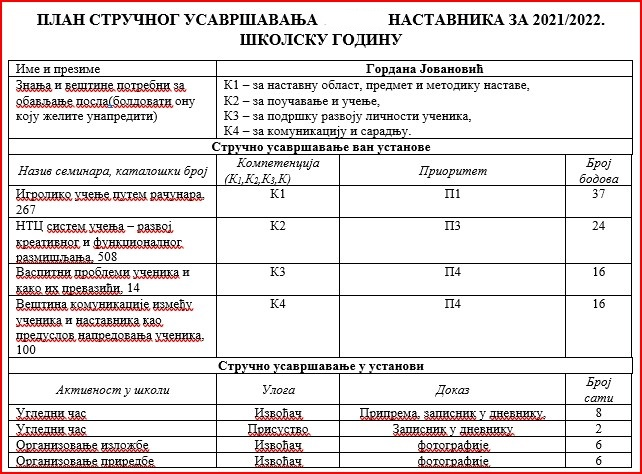 ПЛАН СТРУЧНОГ УСАВРШАВАЊА НАСТАВНИКА ЗА 2021/2022.
ШКОЛСКУ ГОДИНУ
Име и презиме Гордана Јовановић
Знања и вештине потребни за
обављање посла(болдовати ону
коју желите унапредити)
К1 – за наставну област, предмет и методику наставе,
К2 – за поучавање и учење,
К3 – за подршку развоју личности ученика,
К4 – за комуникацију и сарадњу.
Стручно усавршавање ван установе
Назив семинара, каталошки број
Компетенција
(К1,К2,К3,К)
Приоритет
Број
бодова
Игролико учење путем рачунара,
267
К1 П1 37
НТЦ систем учења – развој
креативног и функционалног
размишљања, 508
К2 П3 24
Васпитни проблеми ученика и
како их превазићи, 14
К3 П4 16
Вештина комуникације између
ученика и наставника као
предуслов напредовања ученика,
100
К4 П4 16
Стручно усавршавање у установи
Активност у школи Улога Доказ
Број
сати
Угледни час Извођач Припрема, записник у дневнику, 8
Угледни час Присуство Записник у дневнику 2
Организовање изложбе Извођач фотографије 6
Организовање приредбе Извођач фотографије 6